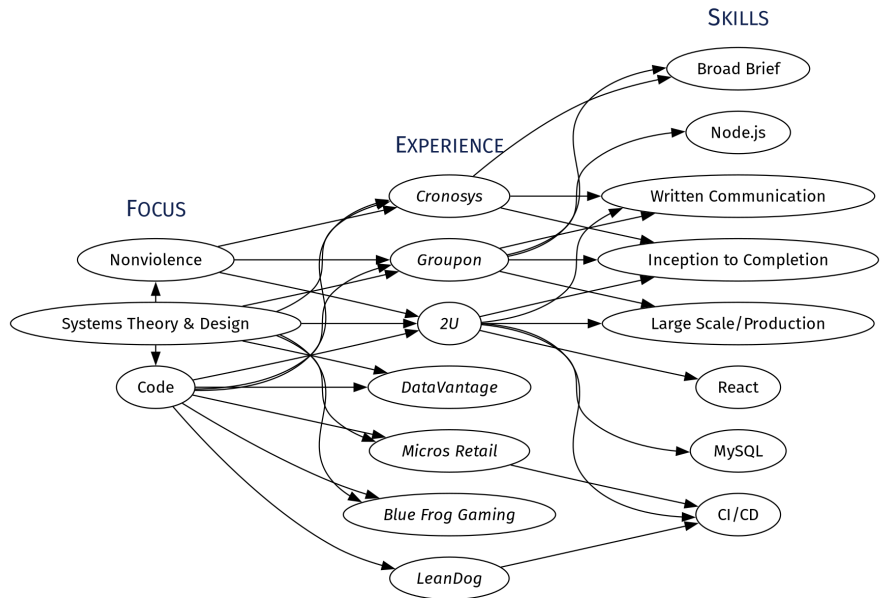 SKILLS
Broad Brief
Node.js
EXPERIENCE
Cronosys
Written Communication
FOCUS
Nonviolence
Groupon
Inception to Completion
Systems Theory & Design
2U
Large Scale/Production
Code
DataVantage
React
Micros Retail
MySQL
Blue Frog Gaming
CI/CD
LeanDog